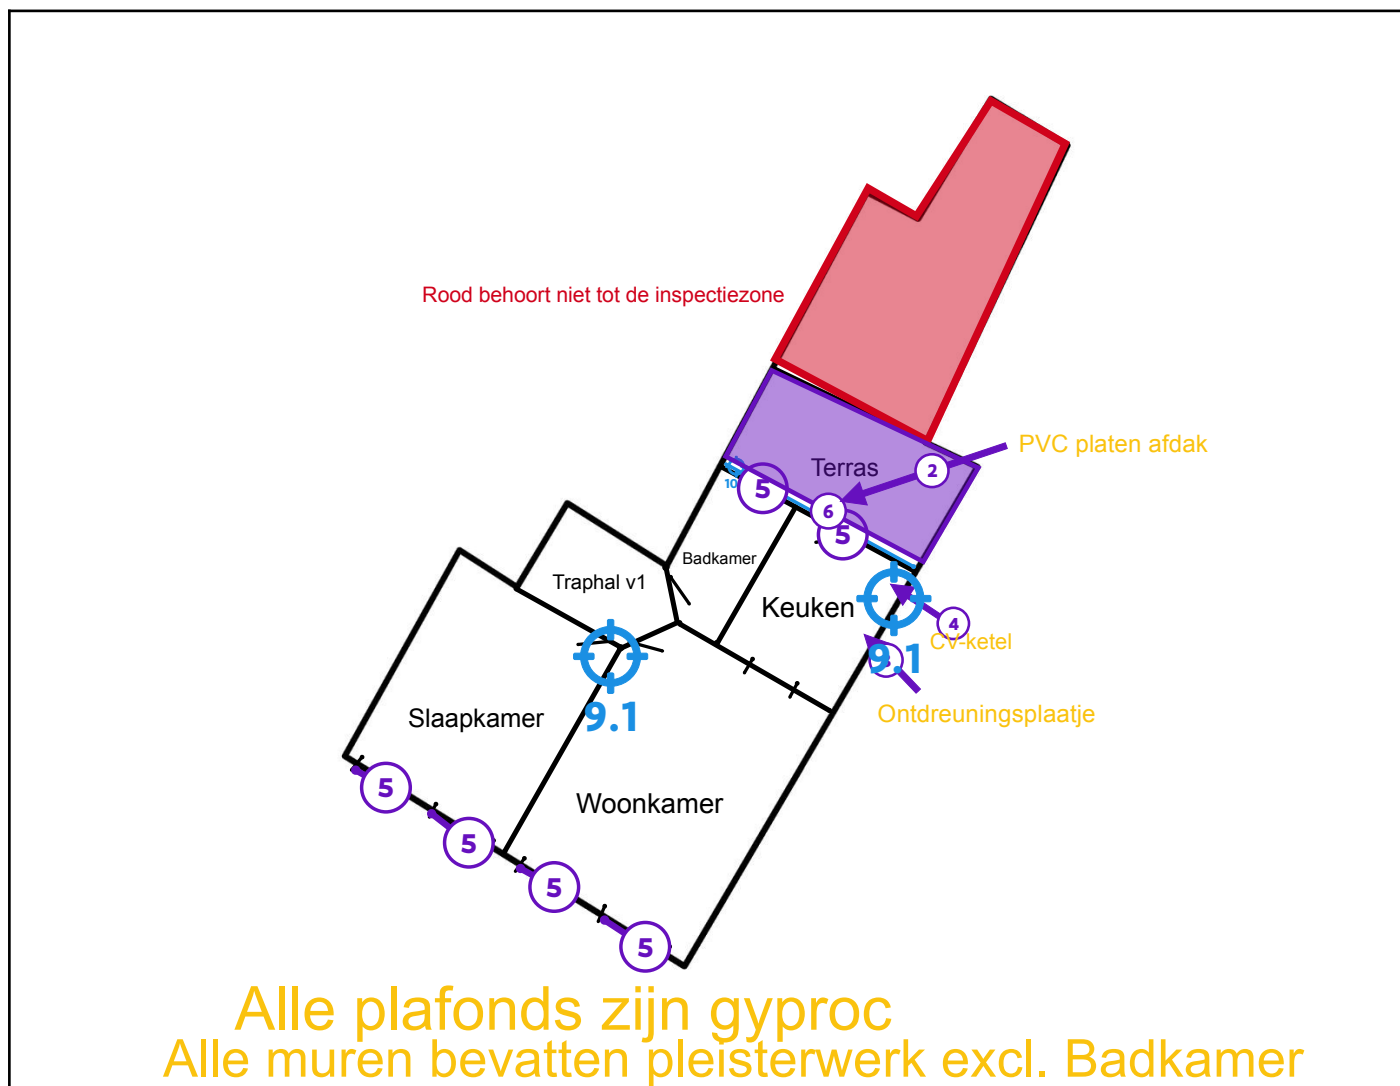 Rood behoort niet tot de inspectiezone
PVC platen afdak
Terras
2
10
5
6
5
Badkamer
Traphal v1
Keuken
4
CV-ketel
9.1
Ontdreuningsplaatje
9.1
Slaapkamer
Woonkamer
5
5
5
5
Alle plafonds zijn gyproc
Alle muren bevatten pleisterwerk excl. Badkamer